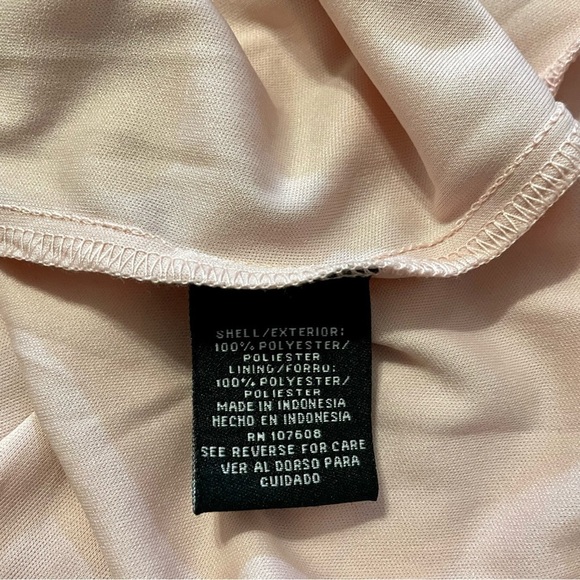 SHELL/EXTERIOR:
100% POLYESTER/
POLIESTER
LINING/FORRO:
100% POLYESTER/
POLIESTER
MADE IN INDONESIA
HECHO EN INDONESIA
RN 107608
SEE REVERSE FOR CARE
VER AL DORSO PARA
CUIDADO